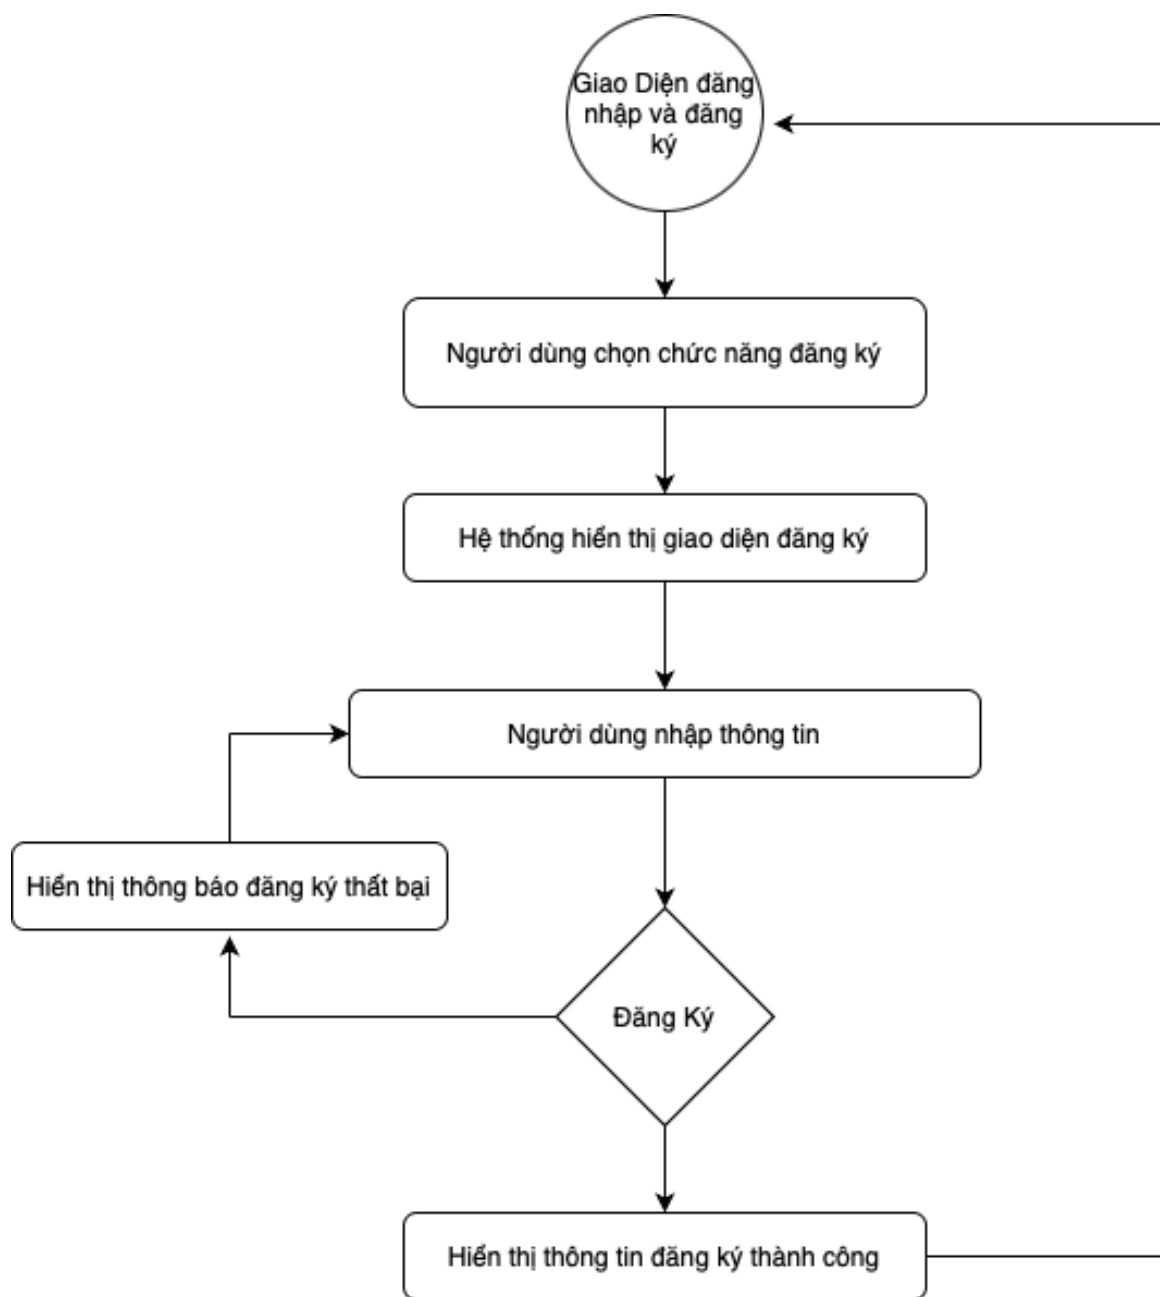 Giao Diện đăng
nhập và đăng
ký
Người dùng chọn chức năng đăng ký
Hệ thống hiển thị giao diện đăng ký
Người dùng nhập thông tin
Hiển thị thông báo đăng ký thất bại
Đăng Ký
Hiển thị thông tin đăng ký thành công